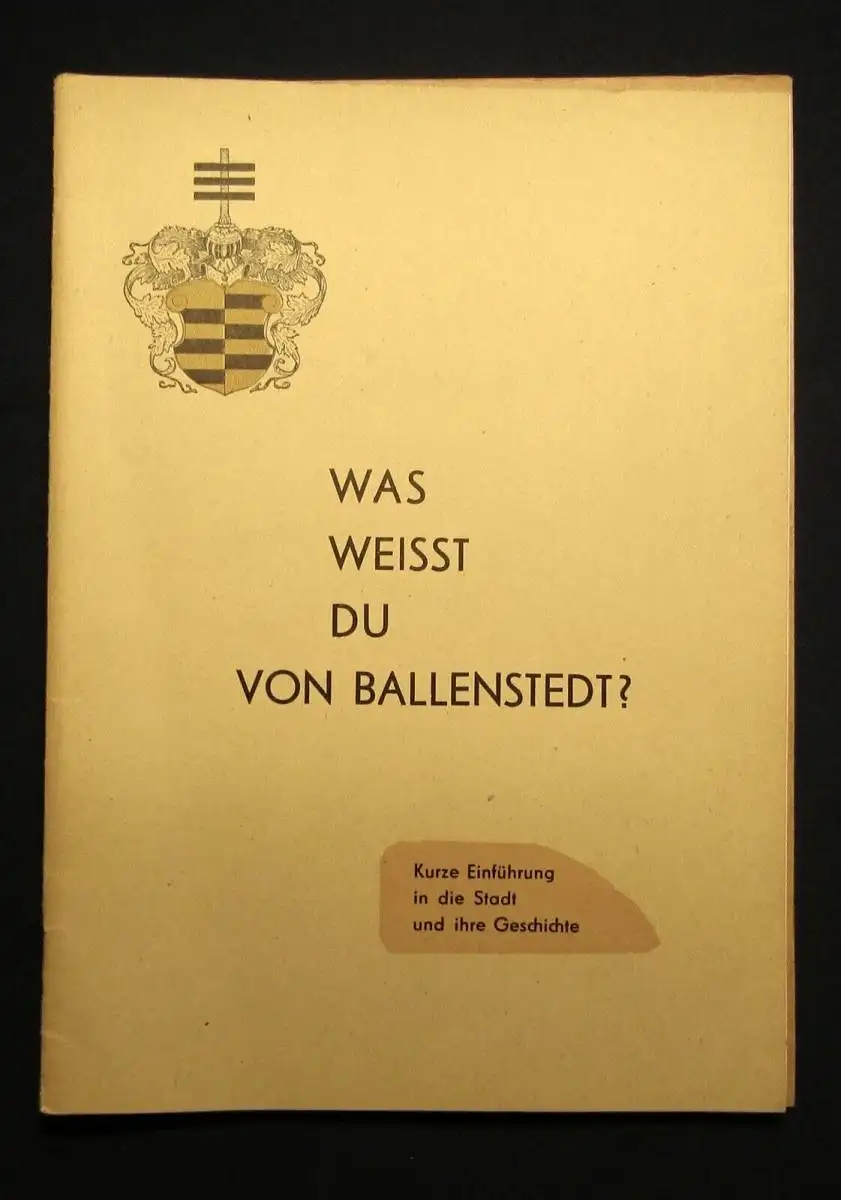 WAS
WEISST
DU
VON BALLENSTEDT?
Kurze Einführung
in die Stadt
und ihre Geschichte